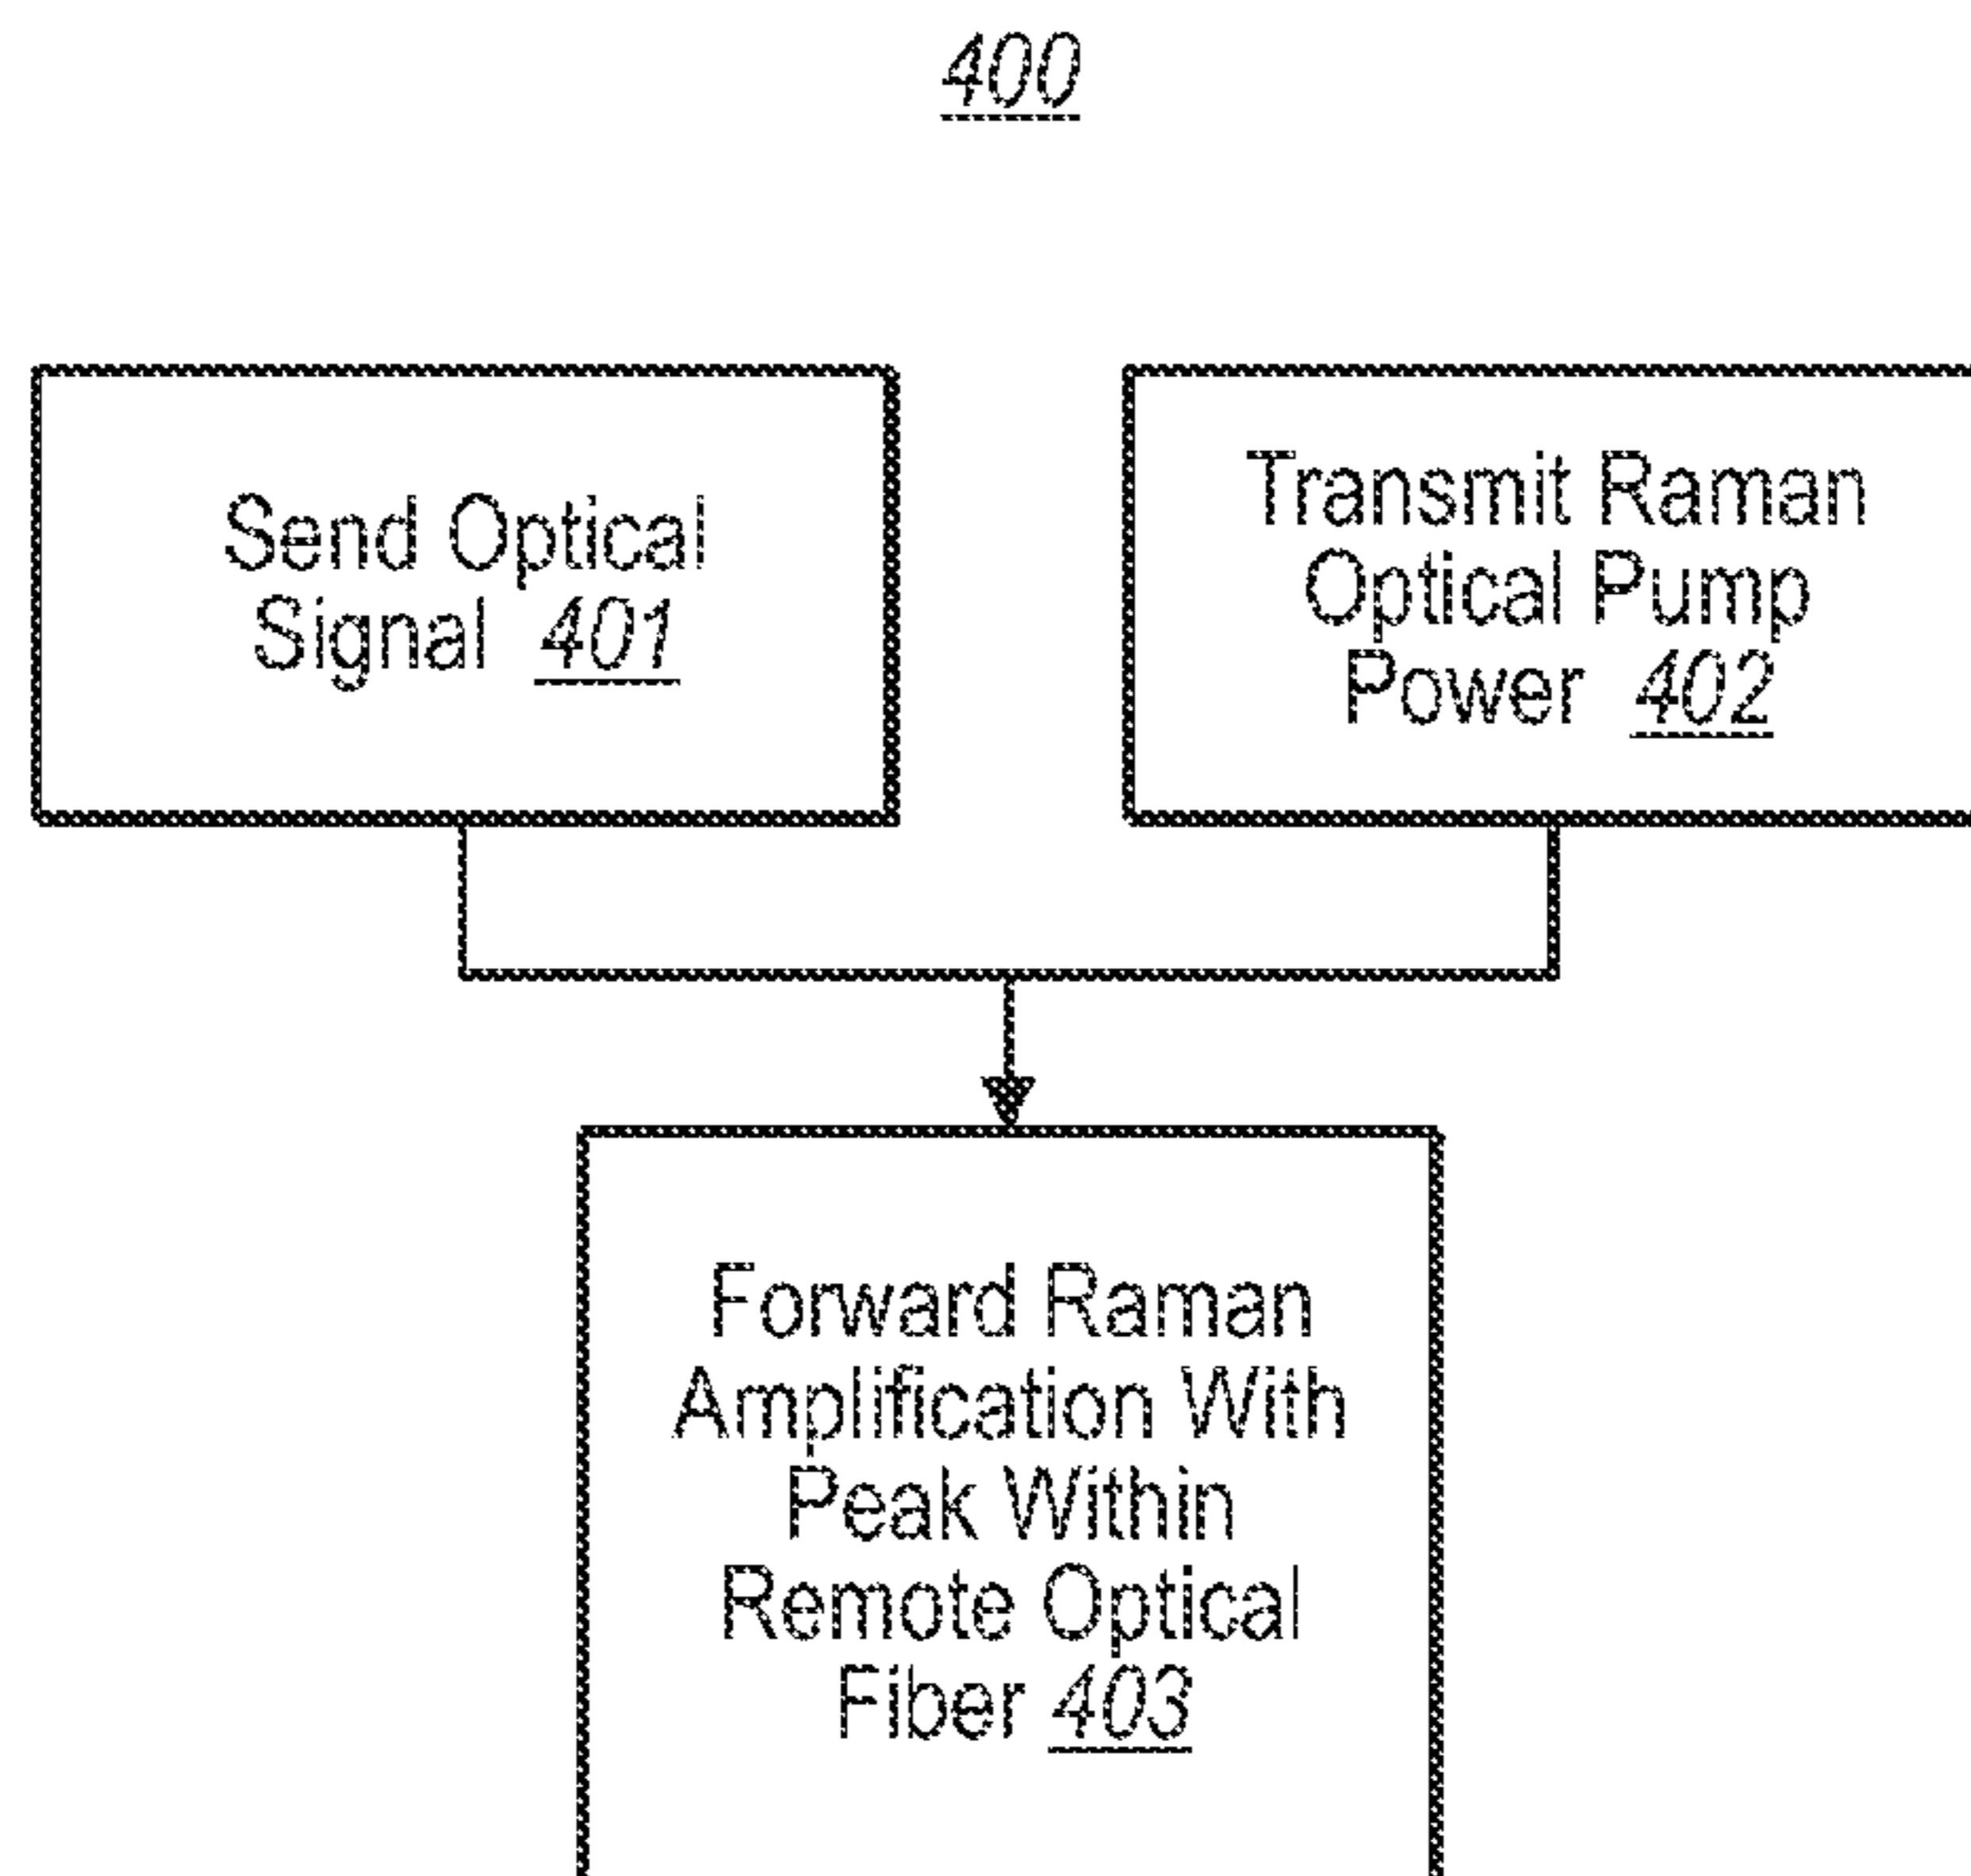 400
Send Optical
Signal 401
Transmit Raman
Optical Pump
Power 402
Forward Raman
Amplification With
Peak Within
Remote Optical
Fiber 403